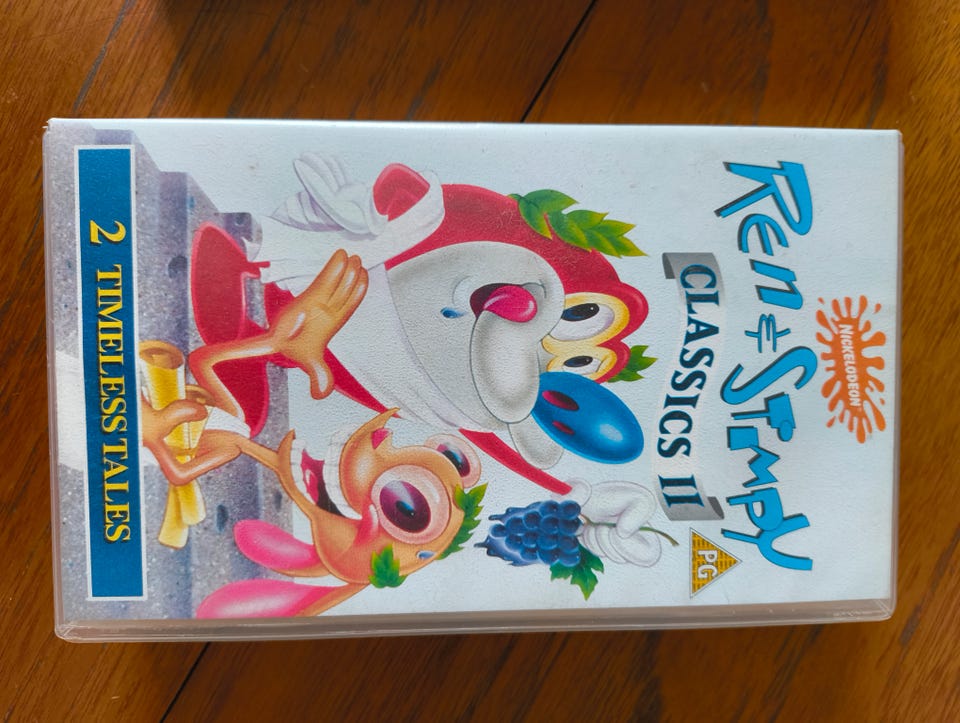 NICKELODEON
Ren & Stimpy
CLASSICS II
PG
2 TIMELESS TALES